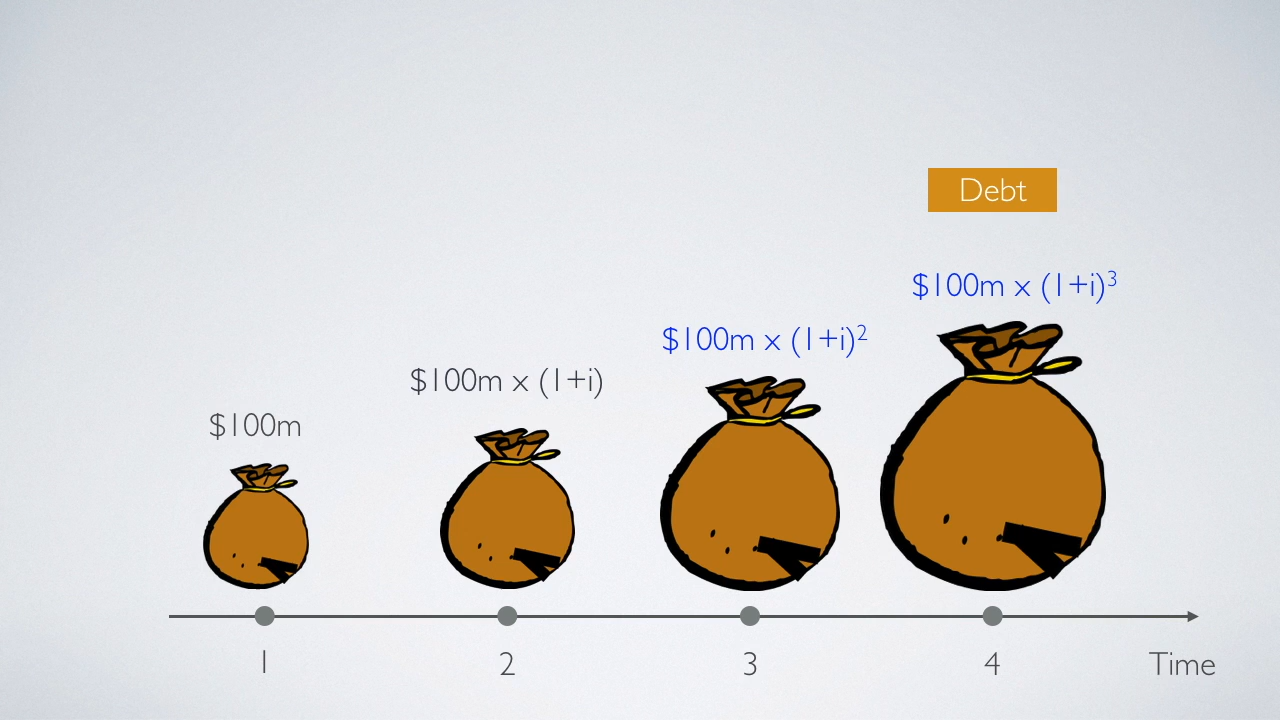 Debt
$100m x (1+i)³
$100m x (1+i)²
$100m x (1+i)
$100m
1 2 3 4 Time